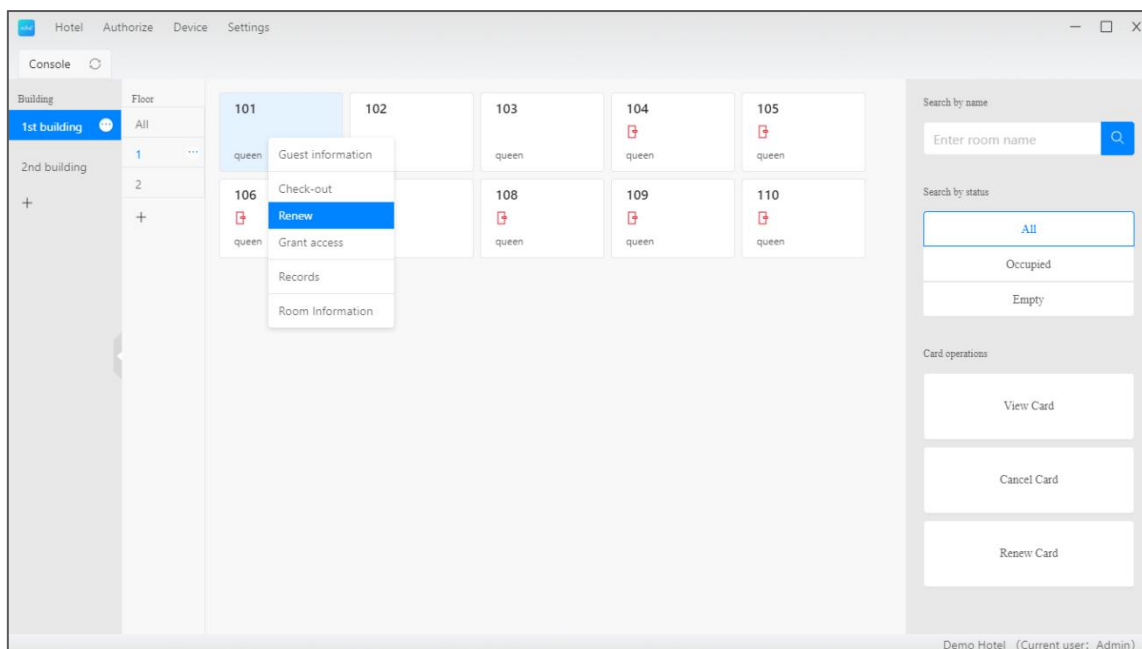 Hotel Authorize Device Settings
Console
Building
1st building
2nd building
+
Floor
All
1 ...
2
+
101
queen
102
103
queen
104
queen
105
queen
106
queen
108
queen
109
queen
110
queen
Guest information
Check-out
Renew
Grant access
Records
Room Information
Search by name
Enter room name
Search by status
All
Occupied
Empty
Card operations
View Card
Cancel Card
Renew Card
Demo Hotel (Current user: Admin)